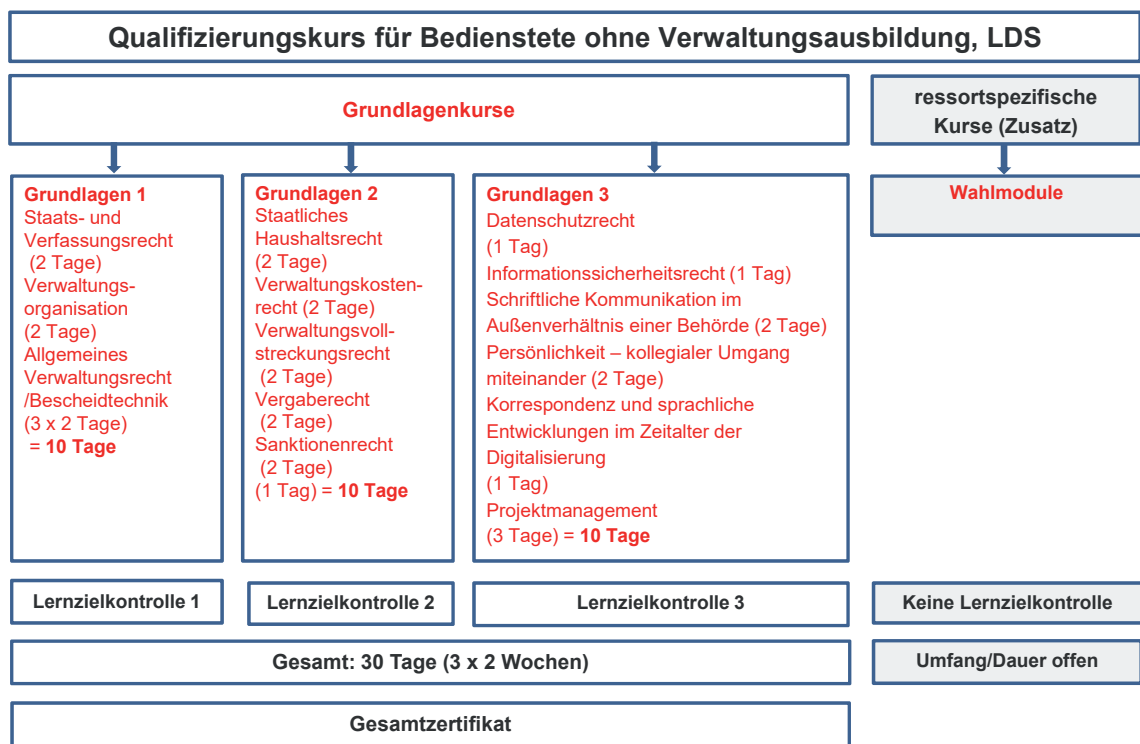 Qualifizierungskurs für Bedienstete ohne Verwaltungsausbildung, LDS
Grundlagenkurse
ressortspezifische
Kurse (Zusatz)
Grundlagen 1
Staats- und
Verfassungsrecht
(2 Tage)
Verwaltungs-
organisation
(2 Tage)
Allgemeines
Verwaltungsrecht
/Bescheidtechnik
(3 x 2 Tage)
= 10 Tage
Grundlagen 2
Staatliches
Haushaltsrecht
(2 Tage)
Verwaltungskosten-
recht (2 Tage)
Verwaltungsvoll-
streckungsrecht
(2 Tage)
Vergaberecht
(2 Tage)
Sanktionenrecht
(2 Tage)
(1 Tag) = 10 Tage
Grundlagen 3
Datenschutzrecht
(1 Tag)
Informationssicherheitsrecht (1 Tag)
Schriftliche Kommunikation im
Außenverhältnis einer Behörde (2 Tage)
Persönlichkeit – kollegialer Umgang
miteinander (2 Tage)
Korrespondenz und sprachliche
Entwicklungen im Zeitalter der
Digitalisierung
(1 Tag)
Projektmanagement
(3 Tage) = 10 Tage
Wahlmodule
Lernzielkontrolle 1
Lernzielkontrolle 2
Lernzielkontrolle 3
Keine Lernzielkontrolle
Gesamt: 30 Tage (3 x 2 Wochen)
Umfang/Dauer offen
Gesamtzertifikat